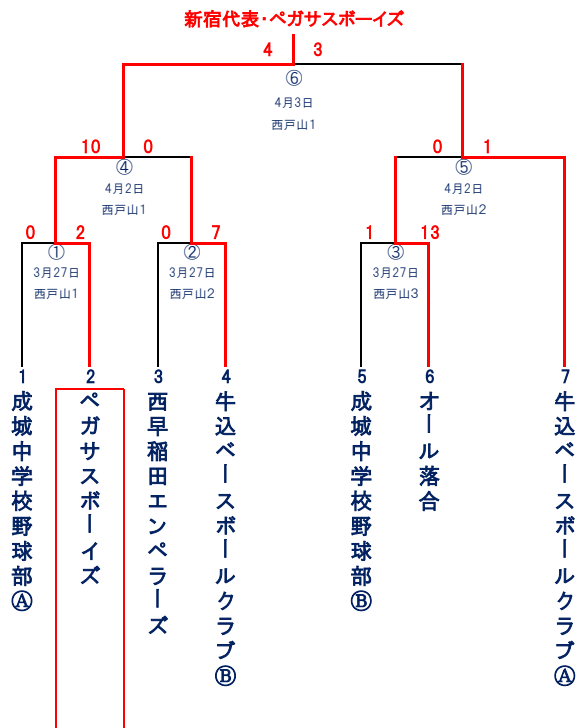 新宿代表・ペガサスボーイズ
4 3
⑥
4月3日
西戸山1
10 0
④
4月2日
西戸山1
0 1
⑤
4月2日
西戸山2
0 2
①
3月27日
西戸山1
0 7
②
3月27日
西戸山2
1 13
③
3月27日
西戸山3
1
成城中学校野球部Ⓐ
2
ペガサスボーイズ
3
西早稲田エンペラーズ
4
牛込ベースボールクラブⒷ
5
成城中学校野球部Ⓑ
6
オール落合
7
牛込ベースボールクラブⒶ